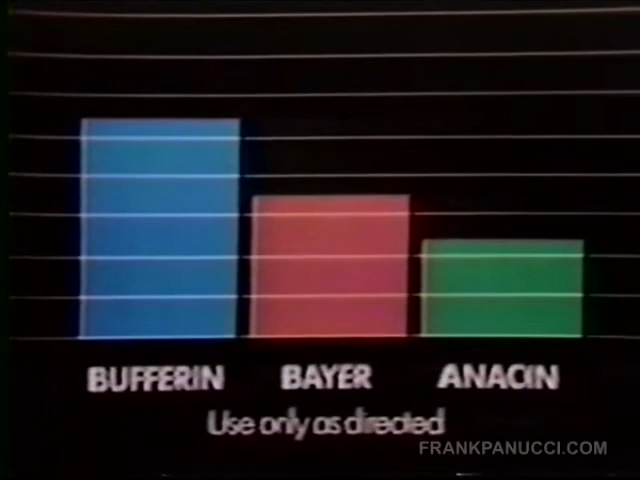 BUFFERIN BAYER ANACIN
Use only as directed
FRANKPANUCCI.COM